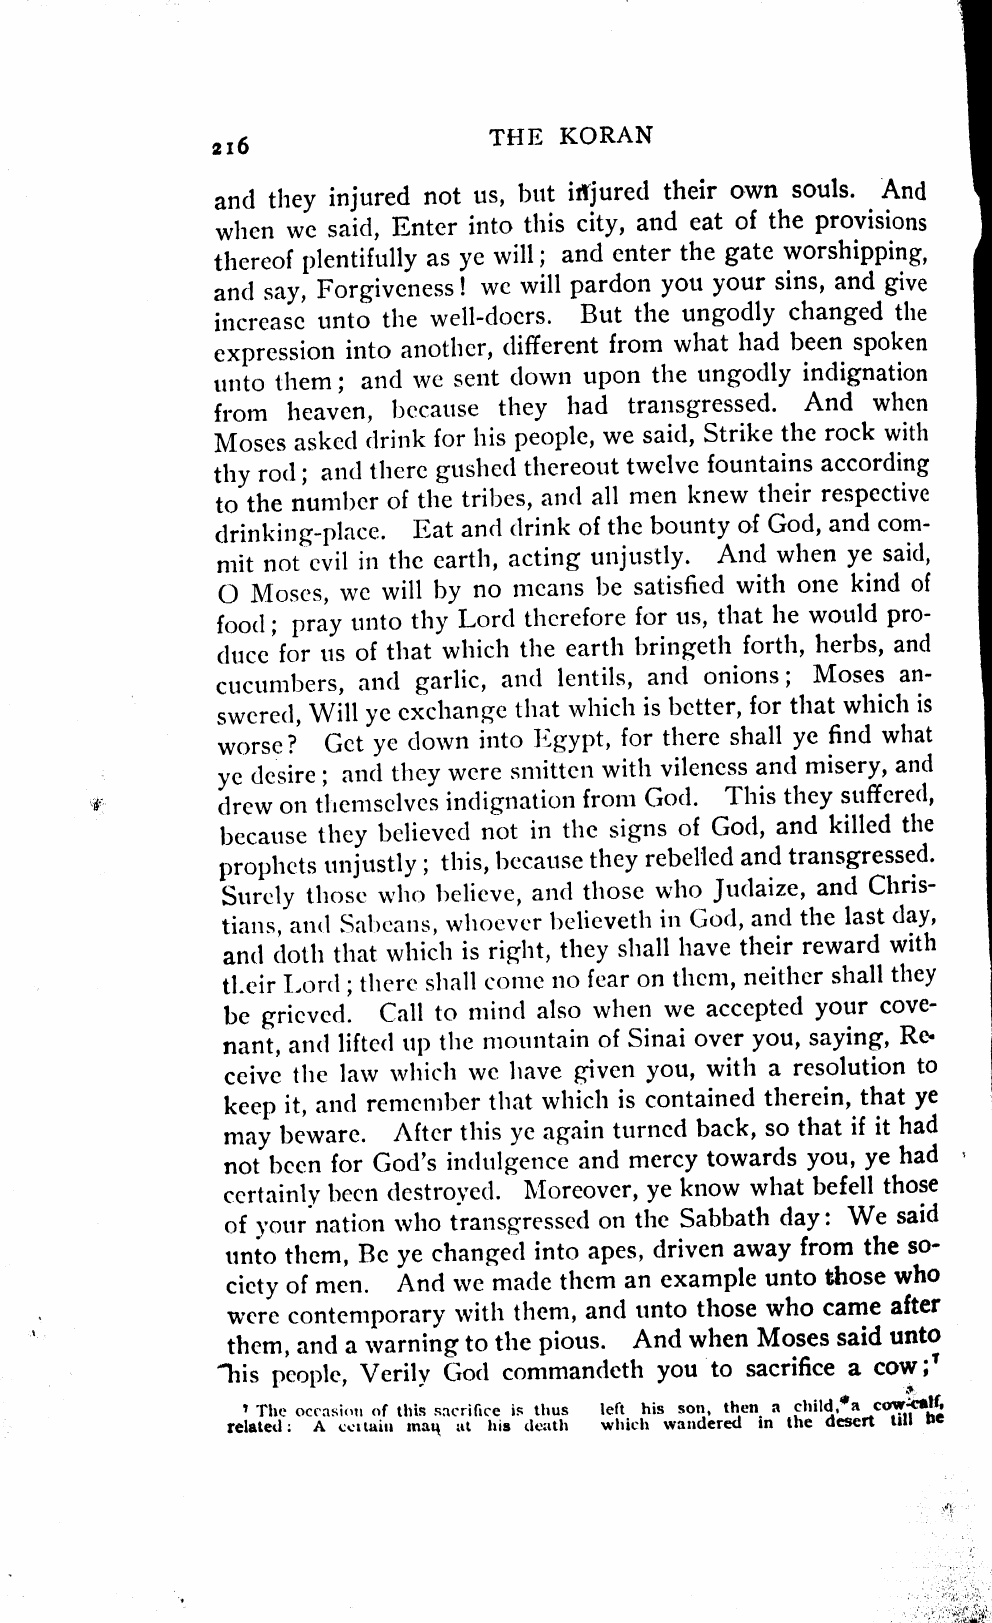 216
THE KORAN
and they injured not us, but injured their own souls. And
when we said, Enter into this city, and eat of the provisions
thereof plentifully as ye will; and enter the gate worshipping,
and say, Forgiveness! we will pardon you your sins, and give
increase unto the well-doers. But the ungodly changed the
expression into another, different from what had been spoken
unto them; and we sent down upon the ungodly indignation
from heaven, because they had transgressed. And when
Moses asked drink for his people, we said, Strike the rock with
thy rod; and there gushed thereout twelve fountains according
to the number of the tribes, and all men knew their respective
drinking-place. Eat and drink of the bounty of God, and com-
mit not evil in the earth, acting unjustly. And when ye said,
O Moses, we will by no means be satisfied with one kind of
food; pray unto thy Lord therefore for us, that he would pro-
duce for us of that which the earth bringeth forth, herbs, and
cucumbers, and garlic, and lentils, and onions; Moses an-
swered, Will ye exchange that which is better, for that which is
worse? Get ye down into Egypt, for there shall ye find what
ye desire; and they were smitten with vileness and misery, and
drew on themselves indignation from God. This they suffered,
because they believed not in the signs of God, and killed the
prophets unjustly; this, because they rebelled and transgressed.
Surely those who believe, and those who Judaize, and Chris-
tians, and Sabeans, whoever believeth in God, and the last day,
and doth that which is right, they shall have their reward with
their Lord; there shall come no fear on them, neither shall they
be grieved. Call to mind also when we accepted your cove-
nant, and lifted up the mountain of Sinai over you, saying, Re-
ceive the law which we have given you, with a resolution to
keep it, and remember that which is contained therein, that ye
may beware. After this ye again turned back, so that if it had
not been for God's indulgence and mercy towards you, ye had
certainly been destroyed. Moreover, ye know what befell those
of your nation who transgressed on the Sabbath day: We said
unto them, Be ye changed into apes, driven away from the so-
ciety of men. And we made them an example unto those who
were contemporary with them, and unto those who came after
them, and a warning to the pious. And when Moses said unto
his people, Verily God commandeth you to sacrifice a cow;⁷
⁷ The occasion of this sacrifice is thus
related: A certain man at his death
left his son, then a child, a cow-calf,
which wandered in the desert till he